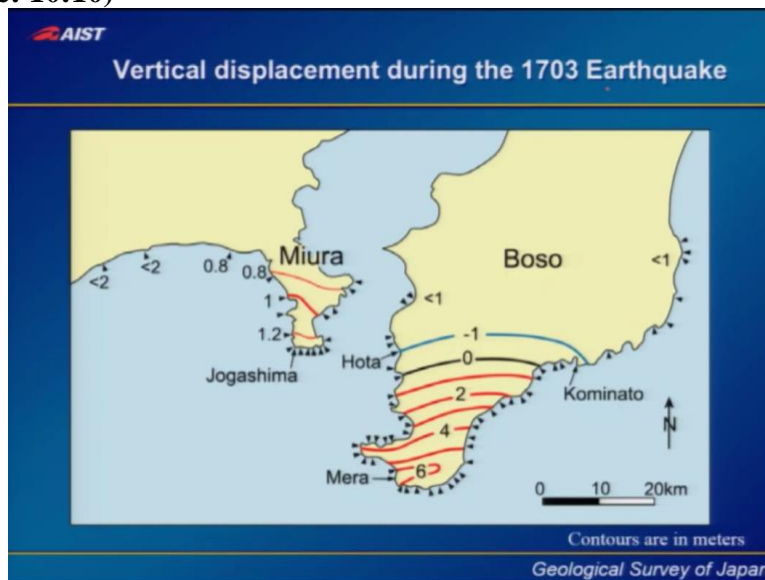 AIST
Vertical displacement during the 1703 Earthquake
Miura
Boso
<2
<2
0.8
0.8
1
1.2
Jogashima
<1
<1
-1
0
2
4
6
Hota
Kominato
Mera
N
0 10 20km
Contours are in meters
Geological Survey of Japan